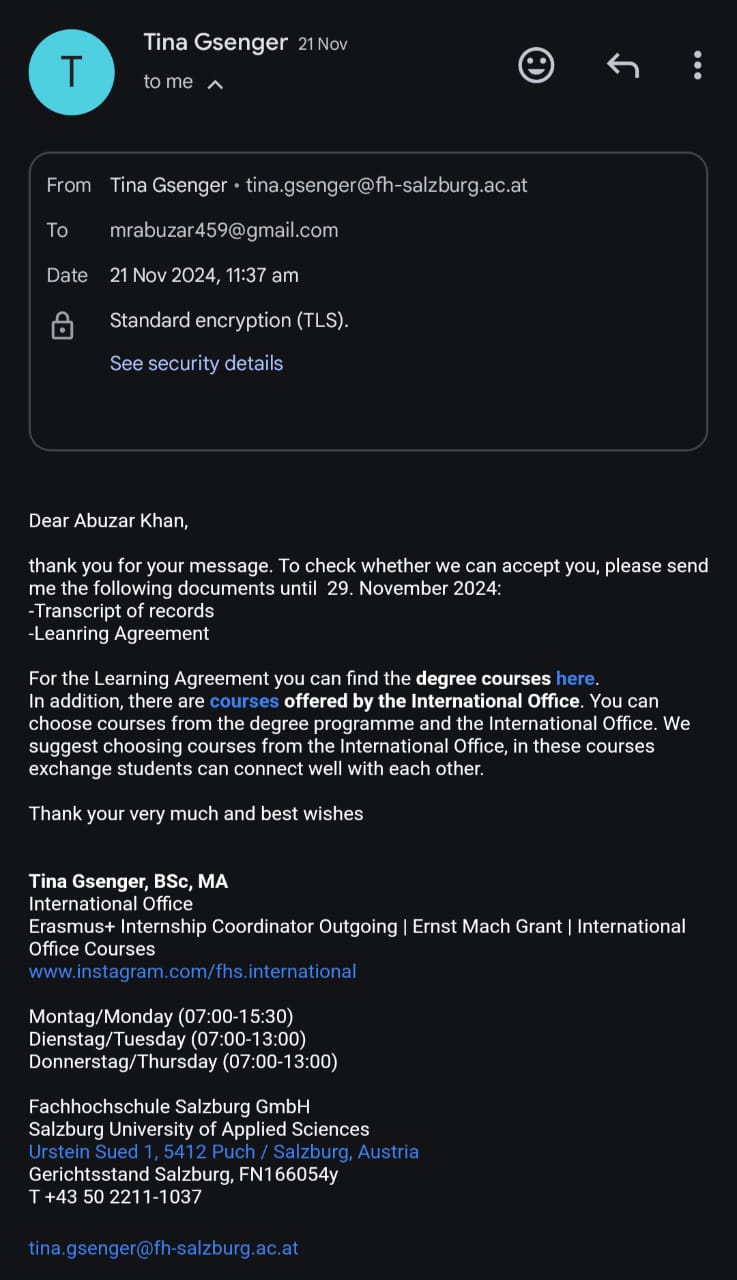 T
Tina Gsenger 21 Nov
to me
From Tina Gsenger • tina.gsenger@fh-salzburg.ac.at
To mrabuzar459@gmail.com
Date 21 Nov 2024, 11:37 am
Standard encryption (TLS).
See security details
Dear Abuzar Khan,
thank you for your message. To check whether we can accept you, please send
me the following documents until  29. November 2024:
-Transcript of records
-Leanring Agreement
For the Learning Agreement you can find the degree courses here.
In addition, there are courses offered by the International Office. You can
choose courses from the degree programme and the International Office. We
suggest choosing courses from the International Office, in these courses
exchange students can connect well with each other.
Thank your very much and best wishes
Tina Gsenger, BSc, MA
International Office
Erasmus+ Internship Coordinator Outgoing | Ernst Mach Grant | International
Office Courses
www.instagram.com/fhs.international
Montag/Monday (07:00-15:30)
Dienstag/Tuesday (07:00-13:00)
Donnerstag/Thursday (07:00-13:00)
Fachhochschule Salzburg GmbH
Salzburg University of Applied Sciences
Urstein Sued 1, 5412 Puch / Salzburg, Austria
Gerichtsstand Salzburg, FN166054y
T +43 50 2211-1037
tina.gsenger@fh-salzburg.ac.at